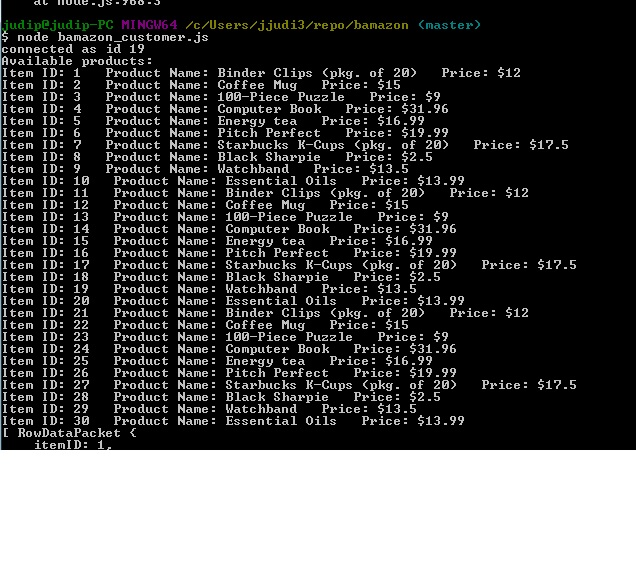 at node.js:968:3
judip@judip-PC MINGW64 /c/Users/jjudi3/repo/bamazon (master)
$ node bamazon_customer.js
connected as id 19
Available products:
Item ID: 1   Product Name: Binder Clips (pkg. of 20)   Price: $12
Item ID: 2   Product Name: Coffee Mug   Price: $15
Item ID: 3   Product Name: 100-Piece Puzzle   Price: $9
Item ID: 4   Product Name: Computer Book   Price: $31.96
Item ID: 5   Product Name: Energy tea   Price: $16.99
Item ID: 6   Product Name: Pitch Perfect   Price: $19.99
Item ID: 7   Product Name: Starbucks K-Cups (pkg. of 20)   Price: $17.5
Item ID: 8   Product Name: Black Sharpie   Price: $2.5
Item ID: 9   Product Name: Watchband   Price: $13.5
Item ID: 10   Product Name: Essential Oils   Price: $13.99
Item ID: 11   Product Name: Binder Clips (pkg. of 20)   Price: $12
Item ID: 12   Product Name: Coffee Mug   Price: $15
Item ID: 13   Product Name: 100-Piece Puzzle   Price: $9
Item ID: 14   Product Name: Computer Book   Price: $31.96
Item ID: 15   Product Name: Energy tea   Price: $16.99
Item ID: 16   Product Name: Pitch Perfect   Price: $19.99
Item ID: 17   Product Name: Starbucks K-Cups (pkg. of 20)   Price: $17.5
Item ID: 18   Product Name: Black Sharpie   Price: $2.5
Item ID: 19   Product Name: Watchband   Price: $13.5
Item ID: 20   Product Name: Essential Oils   Price: $13.99
Item ID: 21   Product Name: Binder Clips (pkg. of 20)   Price: $12
Item ID: 22   Product Name: Coffee Mug   Price: $15
Item ID: 23   Product Name: 100-Piece Puzzle   Price: $9
Item ID: 24   Product Name: Computer Book   Price: $31.96
Item ID: 25   Product Name: Energy tea   Price: $16.99
Item ID: 26   Product Name: Pitch Perfect   Price: $19.99
Item ID: 27   Product Name: Starbucks K-Cups (pkg. of 20)   Price: $17.5
Item ID: 28   Product Name: Black Sharpie   Price: $2.5
Item ID: 29   Product Name: Watchband   Price: $13.5
Item ID: 30   Product Name: Essential Oils   Price: $13.99
[ RowDataPacket {
itemID: 1,